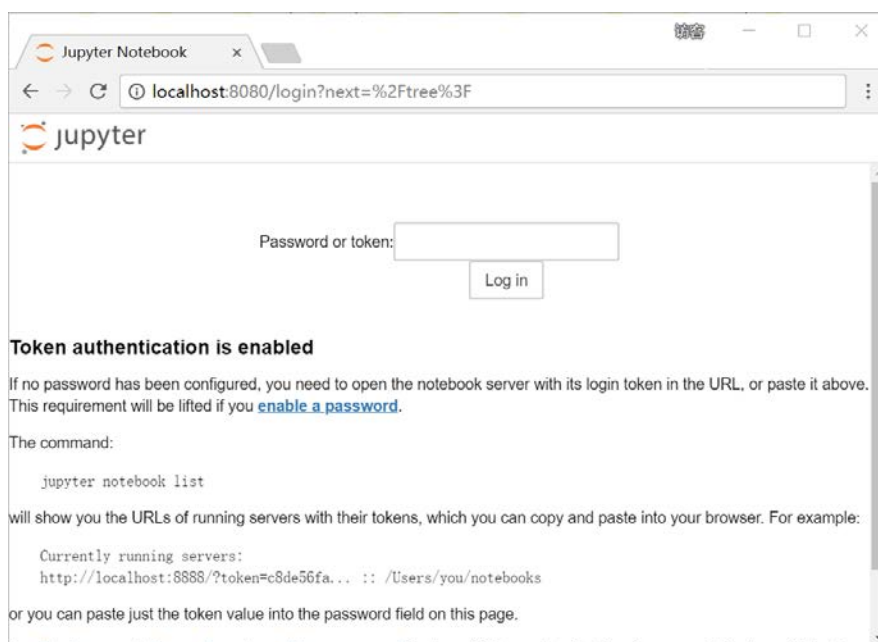 访客
Jupyter Notebook
localhost:8080/login?next=%2Ftree%3F
jupyter
Password or token:
Log in
Token authentication is enabled
If no password has been configured, you need to open the notebook server with its login token in the URL, or paste it above.
This requirement will be lifted if you enable a password.
The command:
jupyter notebook list
will show you the URLs of running servers with their tokens, which you can copy and paste into your browser. For example:
Currently running servers:
http://localhost:8888/?token=c8de56fa... :: /Users/you/notebooks
or you can paste just the token value into the password field on this page.